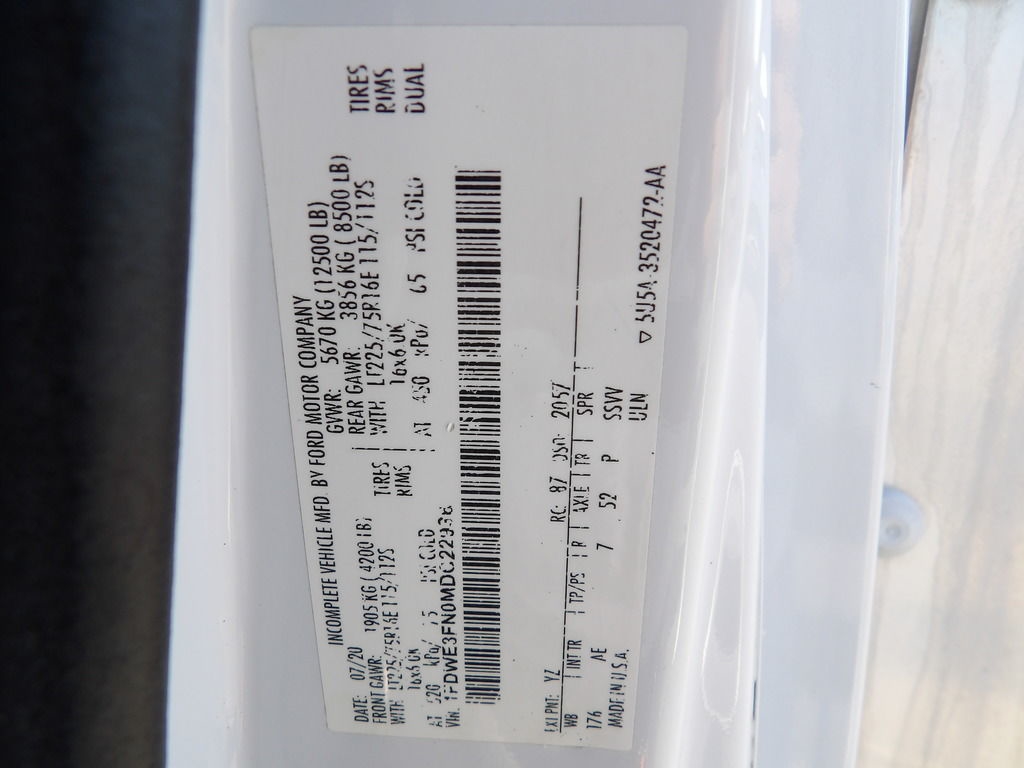 INCOMPLETE VEHICLE MFD. BY FORD MOTOR COMPANY
DATE: 07/20 GVWR: 5670 KG (12500 LB)
FRONT GAWR: 1905 KG ( 4200 LB) REAR GAWR: 3856 KG ( 8500 LB)
WITH LT225/75R16E 115/112S TIRES WITH LT225/75R16E 115/112S TIRES
16x6.0K RIMS 16x6.0K RIMS
AT 520 kPa/ 75 PSI COLD AT 450 kPa/ 65 PSI COLD DUAL
VIN: 1FDWE3FN0MDC
EXT PNT: YZ RC: 87 DSO: 2057
WB INT TR TP/PS R AXLE TR SPR
176 AE 7 52 P SSVV
MADE IN U.S.A. ULN
▽ 5U5A-3520472-AA